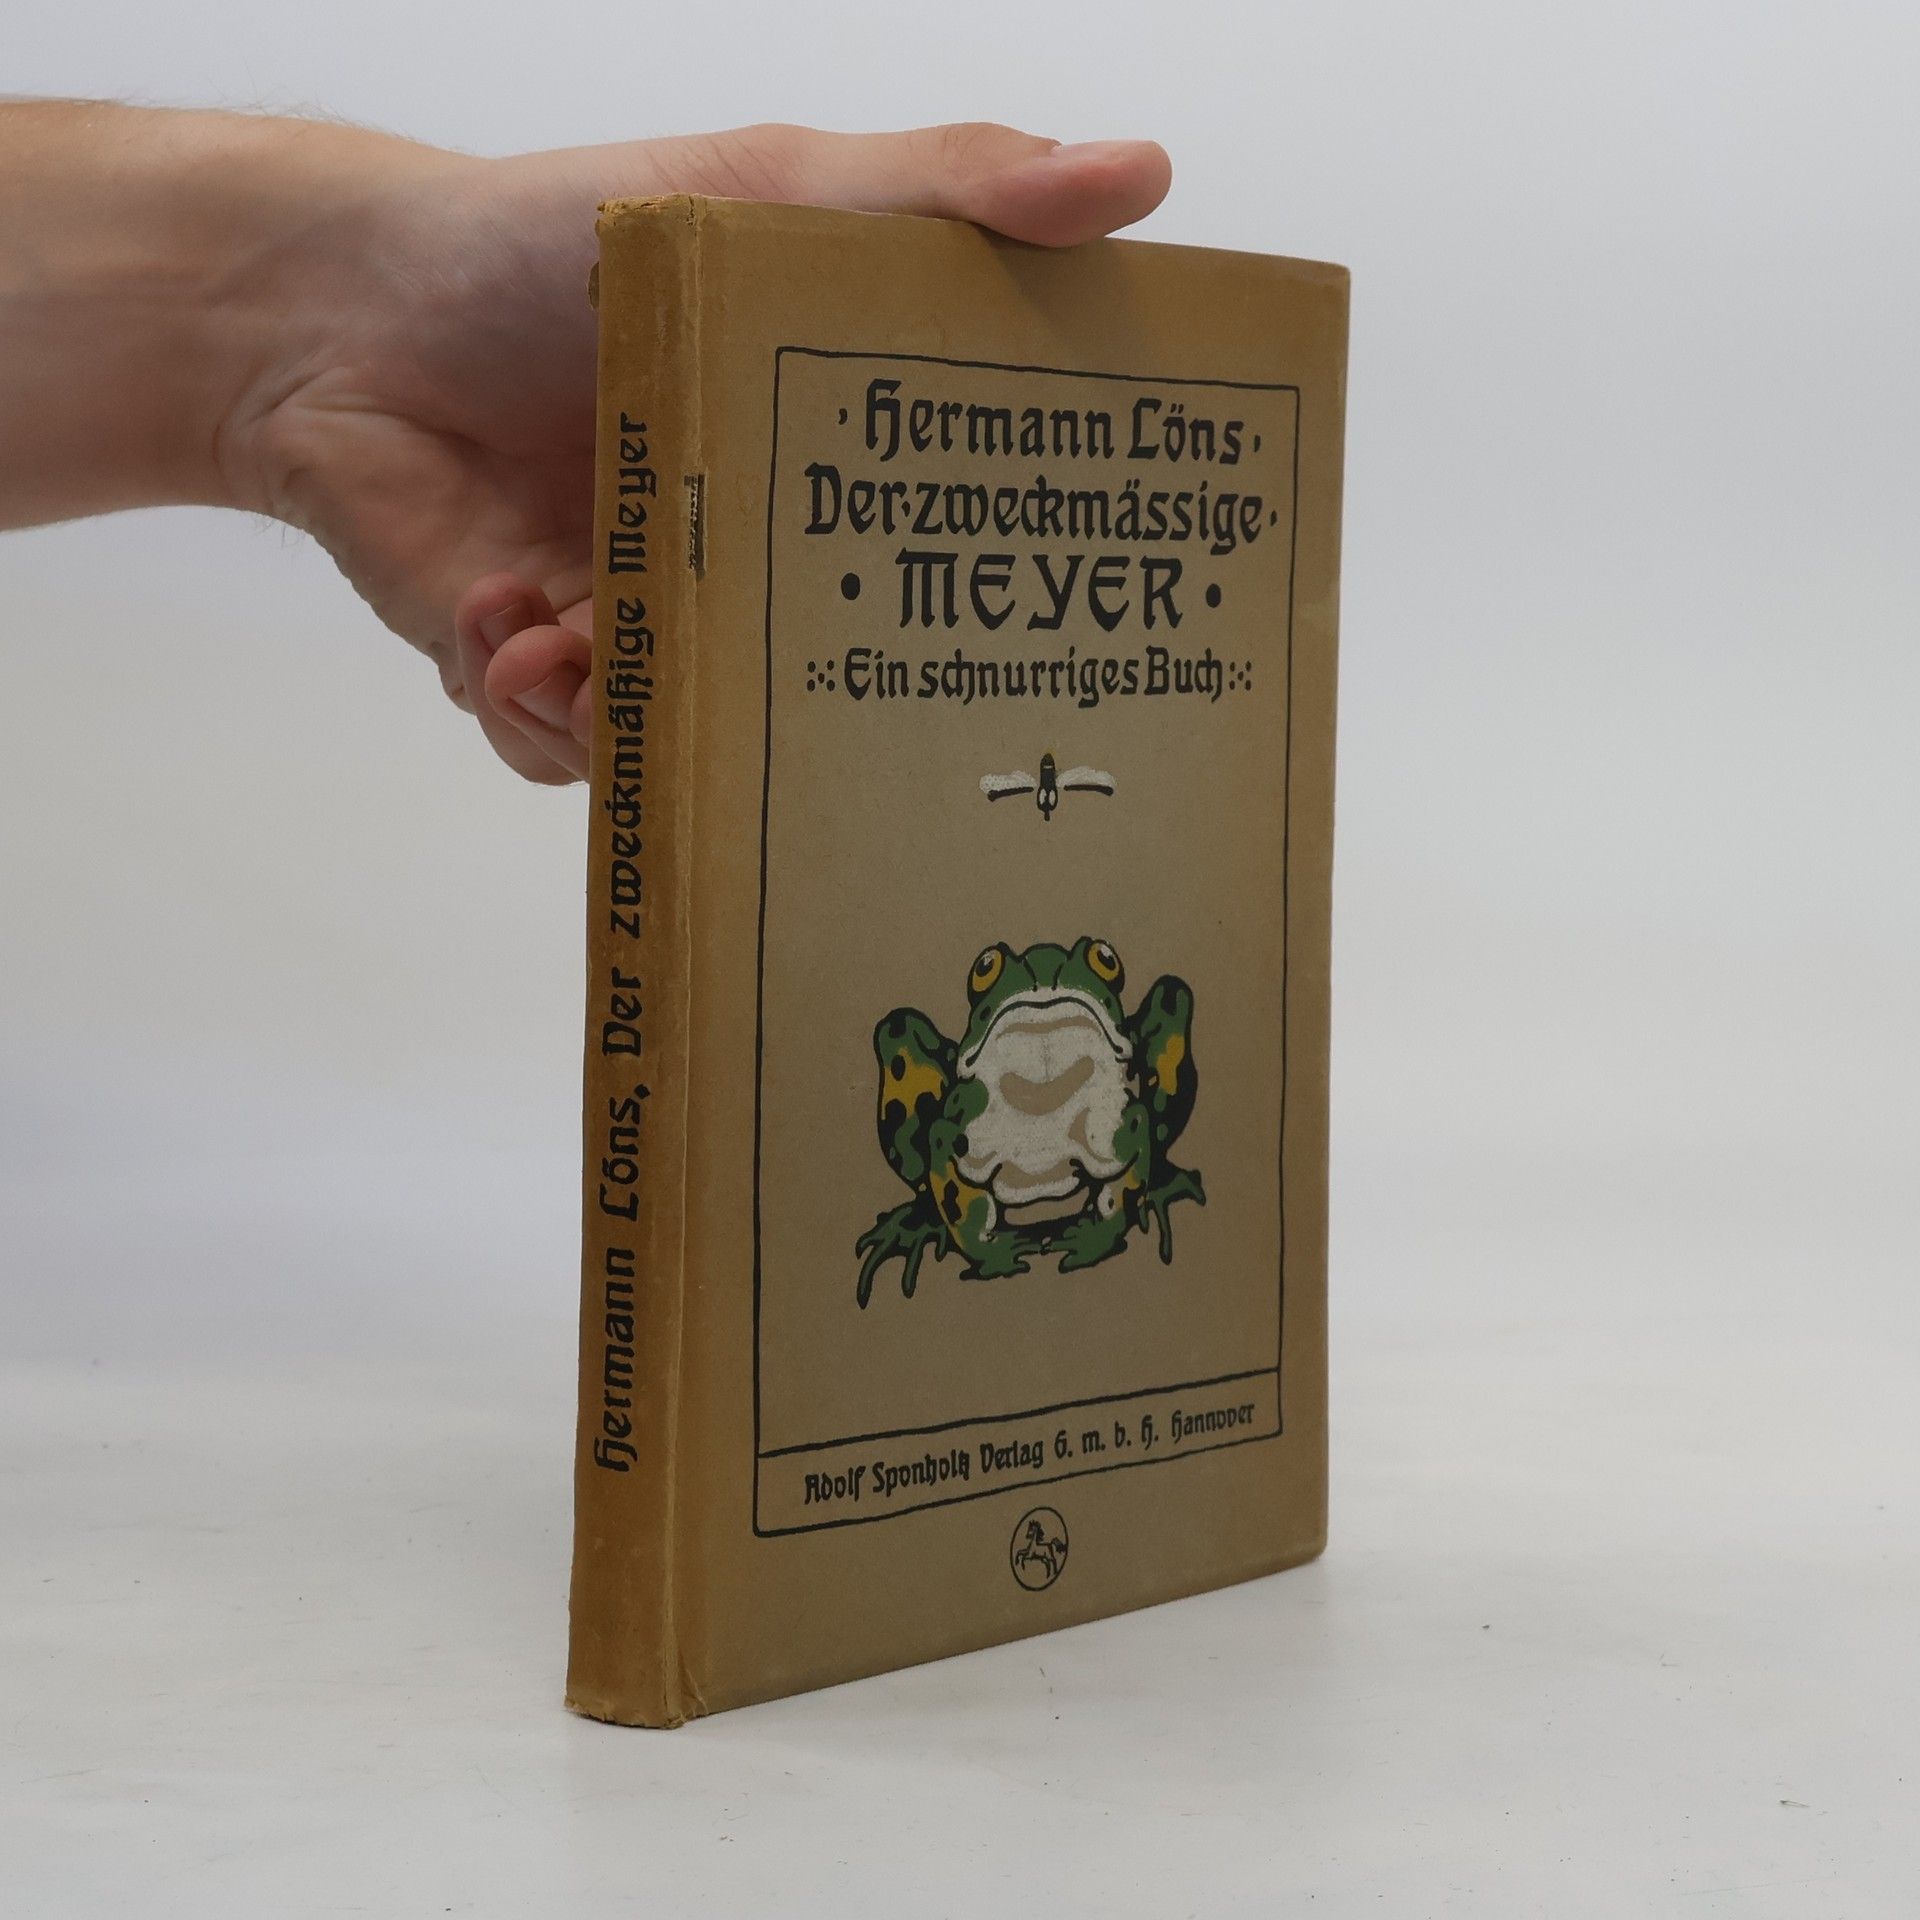 Hermann Löns. Der zweckmäßige Meyer
Hermann Löns
Der zweckmässige
MEYER
Ein schnurriges Buch
Adolf Sponholtz Verlag G. m. b. H. Hannover